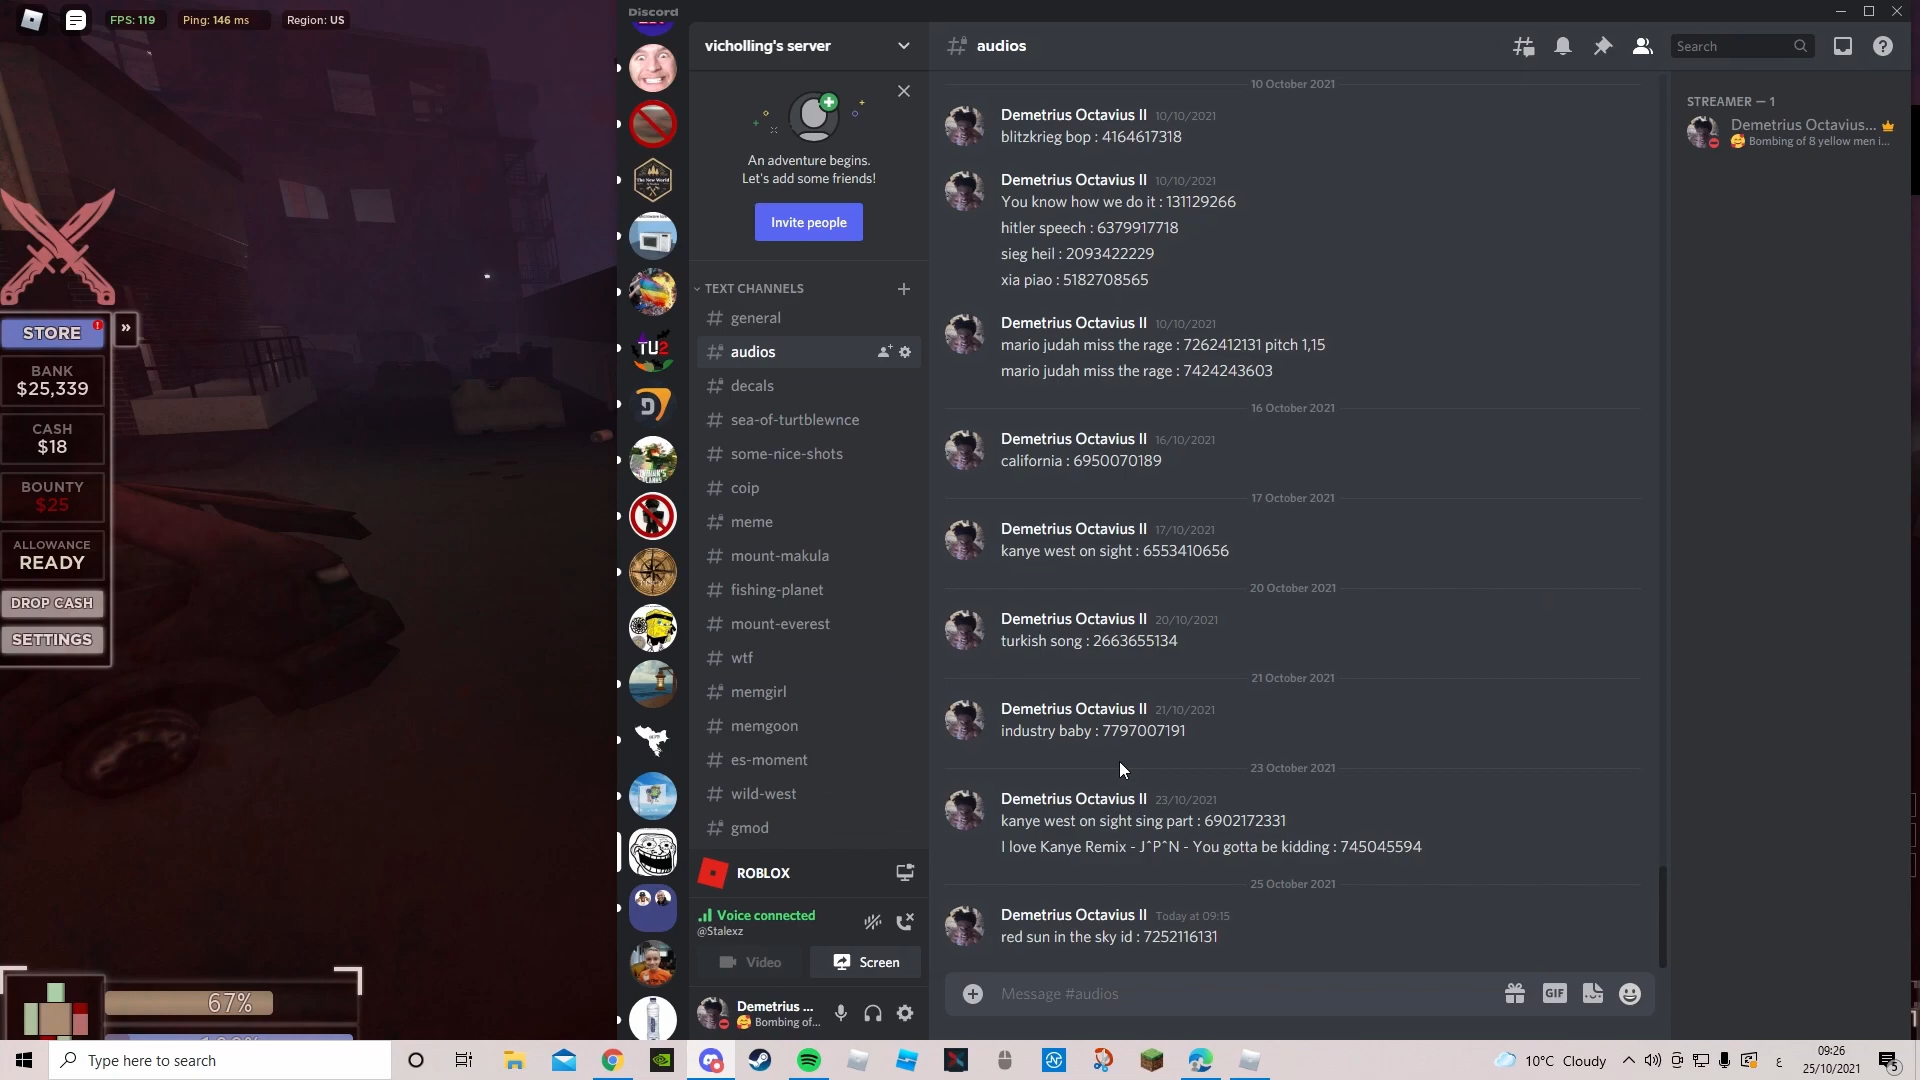 FPS: 119
Ping: 146 ms
Region: US
STORE
!
»
BANK
$25,339
CASH
$18
BOUNTY
$25
ALLOWANCE
READY
DROP CASH
SETTINGS
67%
Discord
TU2
vicholling's server
An adventure begins.
Let's add some friends!
Invite people
TEXT CHANNELS
general
audios
decals
sea-of-turtblewnce
some-nice-shots
coip
meme
mount-makula
fishing-planet
mount-everest
wtf
memgirl
memgoon
es-moment
wild-west
gmod
ROBLOX
Voice connected
@Stalexz
Video
Screen
Demetrius ...
Bombing of...
audios
Search
10 October 2021
Demetrius Octavius II 10/10/2021
blitzkrieg bop : 4164617318
Demetrius Octavius II 10/10/2021
You know how we do it : 131129266
hitler speech : 6379917718
sieg heil : 2093422229
xia piao : 5182708565
Demetrius Octavius II 10/10/2021
mario judah miss the rage : 7262412131 pitch 1,15
mario judah miss the rage : 7424243603
16 October 2021
Demetrius Octavius II 16/10/2021
california : 6950070189
17 October 2021
Demetrius Octavius II 17/10/2021
kanye west on sight : 6553410656
20 October 2021
Demetrius Octavius II 20/10/2021
turkish song : 2663655134
21 October 2021
Demetrius Octavius II 21/10/2021
industry baby : 7797007191
23 October 2021
Demetrius Octavius II 23/10/2021
kanye west on sight sing part : 6902172331
I love Kanye Remix - J^P^N - You gotta be kidding : 745045594
25 October 2021
Demetrius Octavius II Today at 09:15
red sun in the sky id : 7252116131
Message #audios
GIF
STREAMER — 1
Demetrius Octavius...
Bombing of 8 yellow men i...
Type here to search
10°C Cloudy
ع
09:26
25/10/2021
5